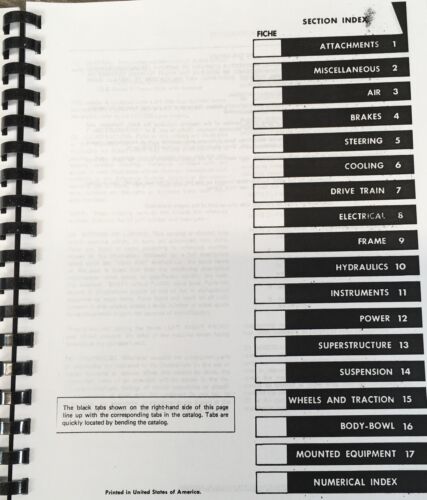 SECTION INDEX
FICHE
ATTACHMENTS 1
MISCELLANEOUS 2
AIR 3
BRAKES 4
STEERING 5
COOLING 6
DRIVE TRAIN 7
ELECTRICAL 8
FRAME 9
HYDRAULICS 10
INSTRUMENTS 11
POWER 12
SUPERSTRUCTURE 13
SUSPENSION 14
WHEELS AND TRACTION 15
BODY-BOWL 16
MOUNTED EQUIPMENT 17
NUMERICAL INDEX
The black tabs shown on the right-hand side of this page
line up with the corresponding tabs in the catalog. Tabs are
quickly located by bending the catalog.
Printed in United States of America.